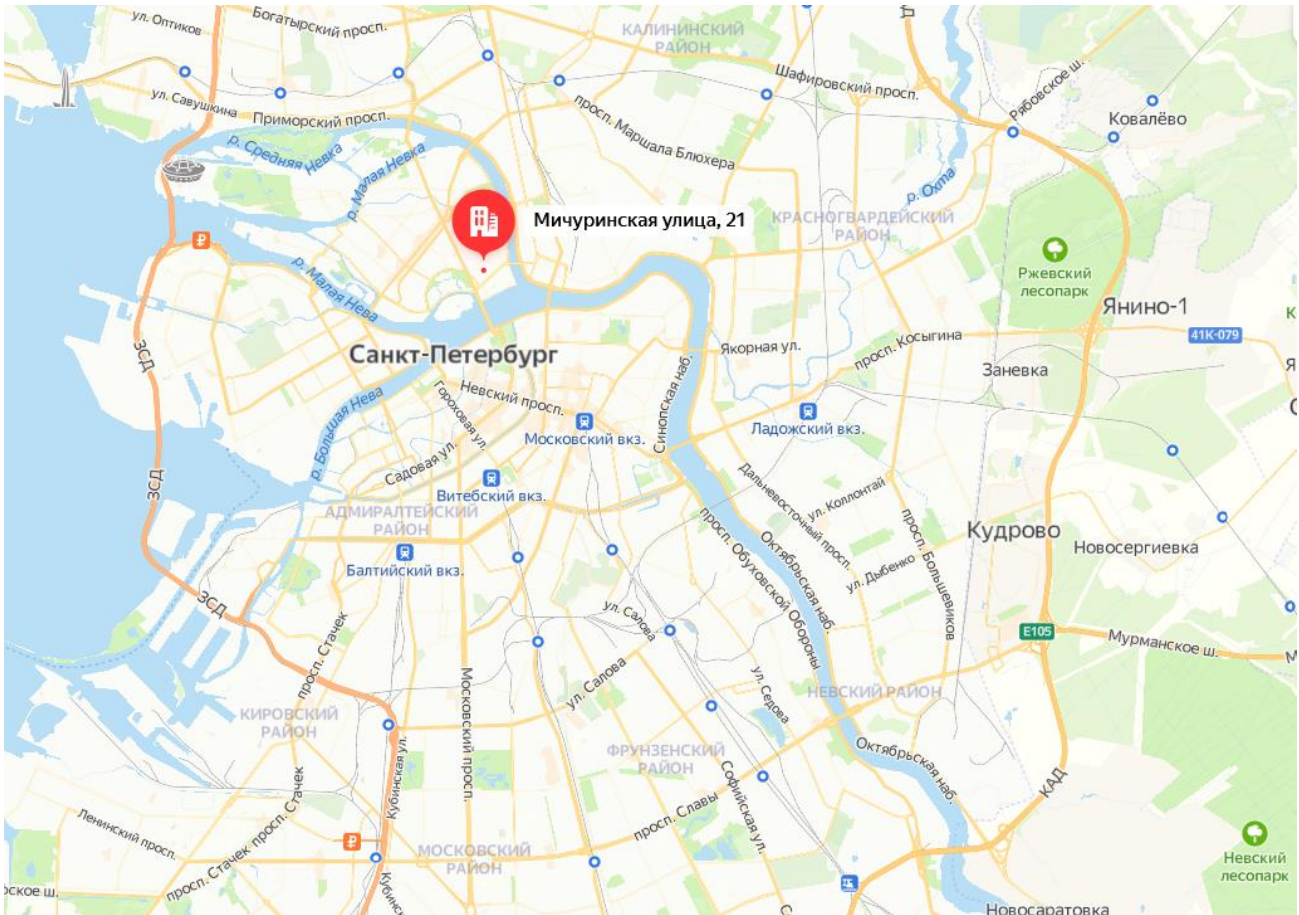 ул. Оптиков
Богатырский просп.
КАЛИНИНСКИЙ
РАЙОН
Шафировский просп.
Рябовское ш.
Ковалёво
ул. Савушкина
Приморский просп.
просп. Маршала Блюхера
р. Средняя Невка
р. Малая Невка
р. Охта
Мичуринская улица, 21
КРАСНОГВАРДЕЙСКИЙ
РАЙОН
р. Малая Нева
Ржевский
лесопарк
Янино-1
41К-079
ЗСД
Санкт-Петербург
Якорная ул.
просп. Косыгина
Заневка
Невский просп.
Гороховая ул.
Синопская наб.
р. Большая Нева
Московский вкз.
Ладожский вкз.
Садовая ул.
ЗСД
Витебский вкз.
Дальневосточный просп.
ул. Коллонтай
АДМИРАЛТЕЙСКИЙ
РАЙОН
просп. Обуховской Обороны
Октябрьская наб.
просп. Большевиков
Кудрово
Новосергиевка
Балтийский вкз.
ул. Дыбенко
ЗСД
ул. Салова
E105
Мурманское ш.
просп. Стачек
ул. Салова
ул. Седова
Московский просп.
НЕВСКИЙ РАЙОН
КИРОВСКИЙ
РАЙОН
Кубинская ул.
ФРУНЗЕНСКИЙ
РАЙОН
Софийская ул.
Октябрьская наб.
КАД
Ленинский просп.
просп. Стачек
просп. Славы
просп. Стачек
МОСКОВСКИЙ
РАЙОН
Невский
лесопарк
Новосаратовка